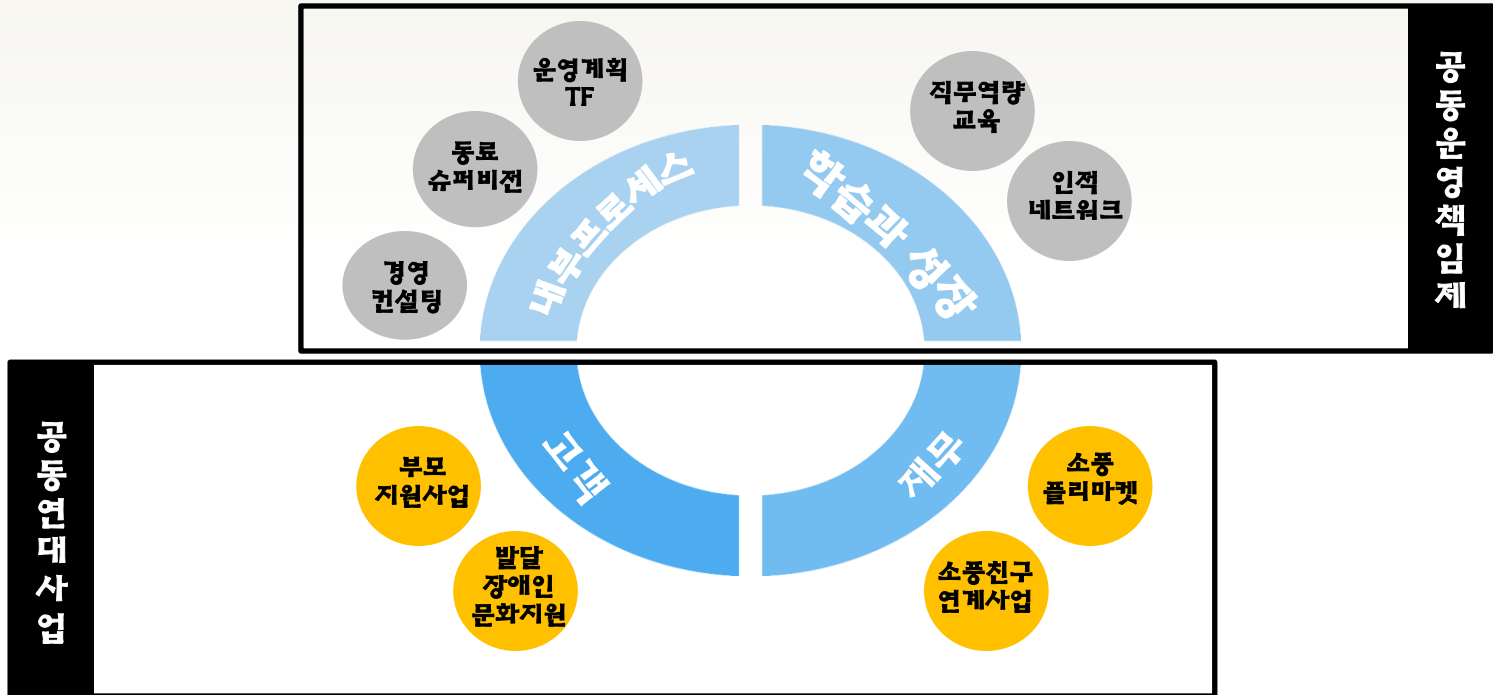 운영계획
TF
동료
슈퍼비전
경영
컨설팅
내부프로세스
학습과 성장
직무역량
교육
인적
네트워크
공동운영책임제
공동연대사업
부모
지원사업
발달
장애인
문화지원
고객
재무
소풍
플리마켓
소풍친구
연계사업